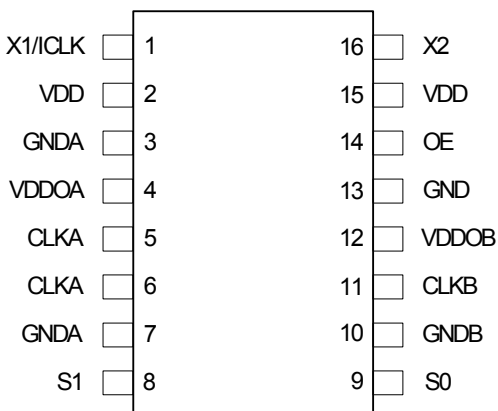 X1/ICLK 1 16 X2
VDD 2 15 VDD
GNDA 3 14 OE
VDDOA 4 13 GND
CLKA 5 12 VDDOB
CLKA 6 11 CLKB
GNDA 7 10 GNDB
S1 8 9 S0